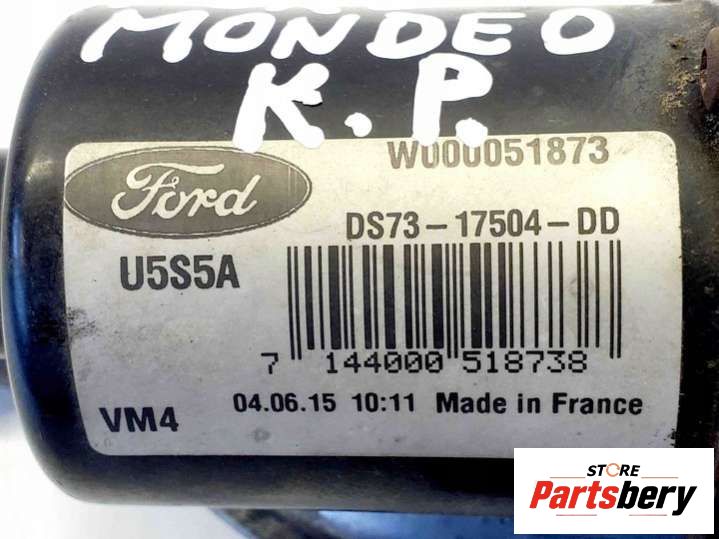 MONDEO
K.P.
Ford
W000051873
DS73-17504-DD
U5S5A
7 144000 518738
04.06.15 10:11 Made in France
VM4
STORE
Partsbery